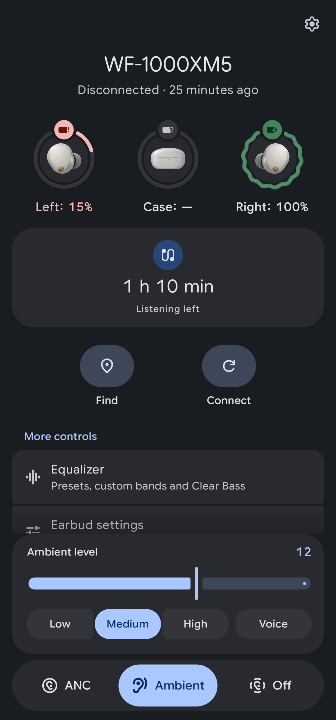 WF-1000XM5
Disconnected · 25 minutes ago
Left: 15%
Case: —
Right: 100%
1 h 10 min
Listening left
Find
Connect
More controls
Equalizer
Presets, custom bands and Clear Bass
Earbud settings
Ambient level
12
Low
Medium
High
Voice
ANC
Ambient
Off